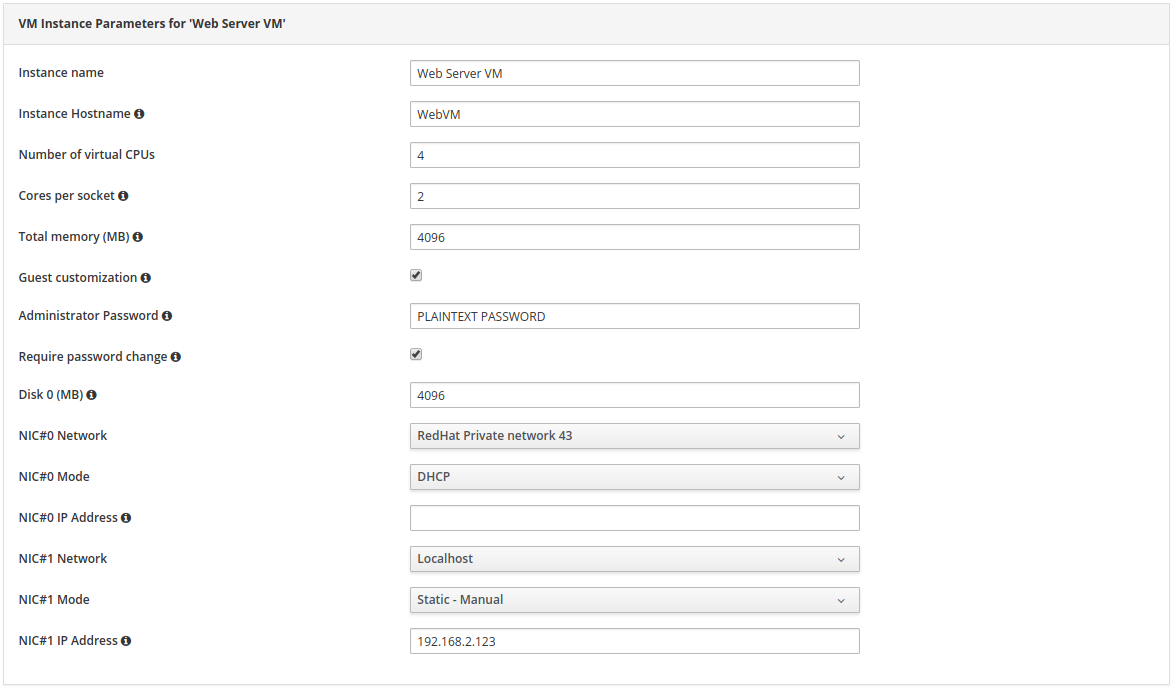 VM Instance Parameters for 'Web Server VM'
Instance name Web Server VM
Instance Hostname WebVM
Number of virtual CPUs 4
Cores per socket 2
Total memory (MB) 4096
Guest customization
Administrator Password PLAINTEXT PASSWORD
Require password change
Disk 0 (MB) 4096
NIC#0 Network RedHat Private network 43
NIC#0 Mode DHCP
NIC#0 IP Address
NIC#1 Network Localhost
NIC#1 Mode Static - Manual
NIC#1 IP Address 192.168.2.123